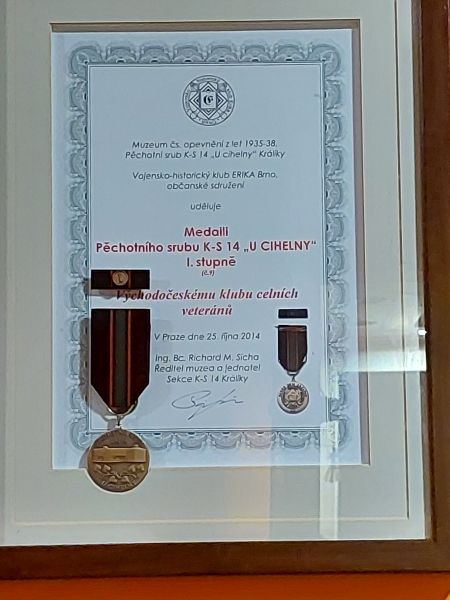 Muzeum čs. opevnění z let 1935-38,
Pěchotní srub K-S 14 „U cihelny“ Králíky
Vojensko-historický klub ERIKA Brno,
občanské sdružení
uděluje
Medaili
Pěchotního srubu K-S 14 „U CIHELNY“
I. stupně
(č.9)
Východočeskému klubu celních
veteránů
V Praze dne 25. října 2014
Ing. Bc. Richard M. Sicha
Ředitel muzea a jednatel
Sekce K-S 14 Králíky